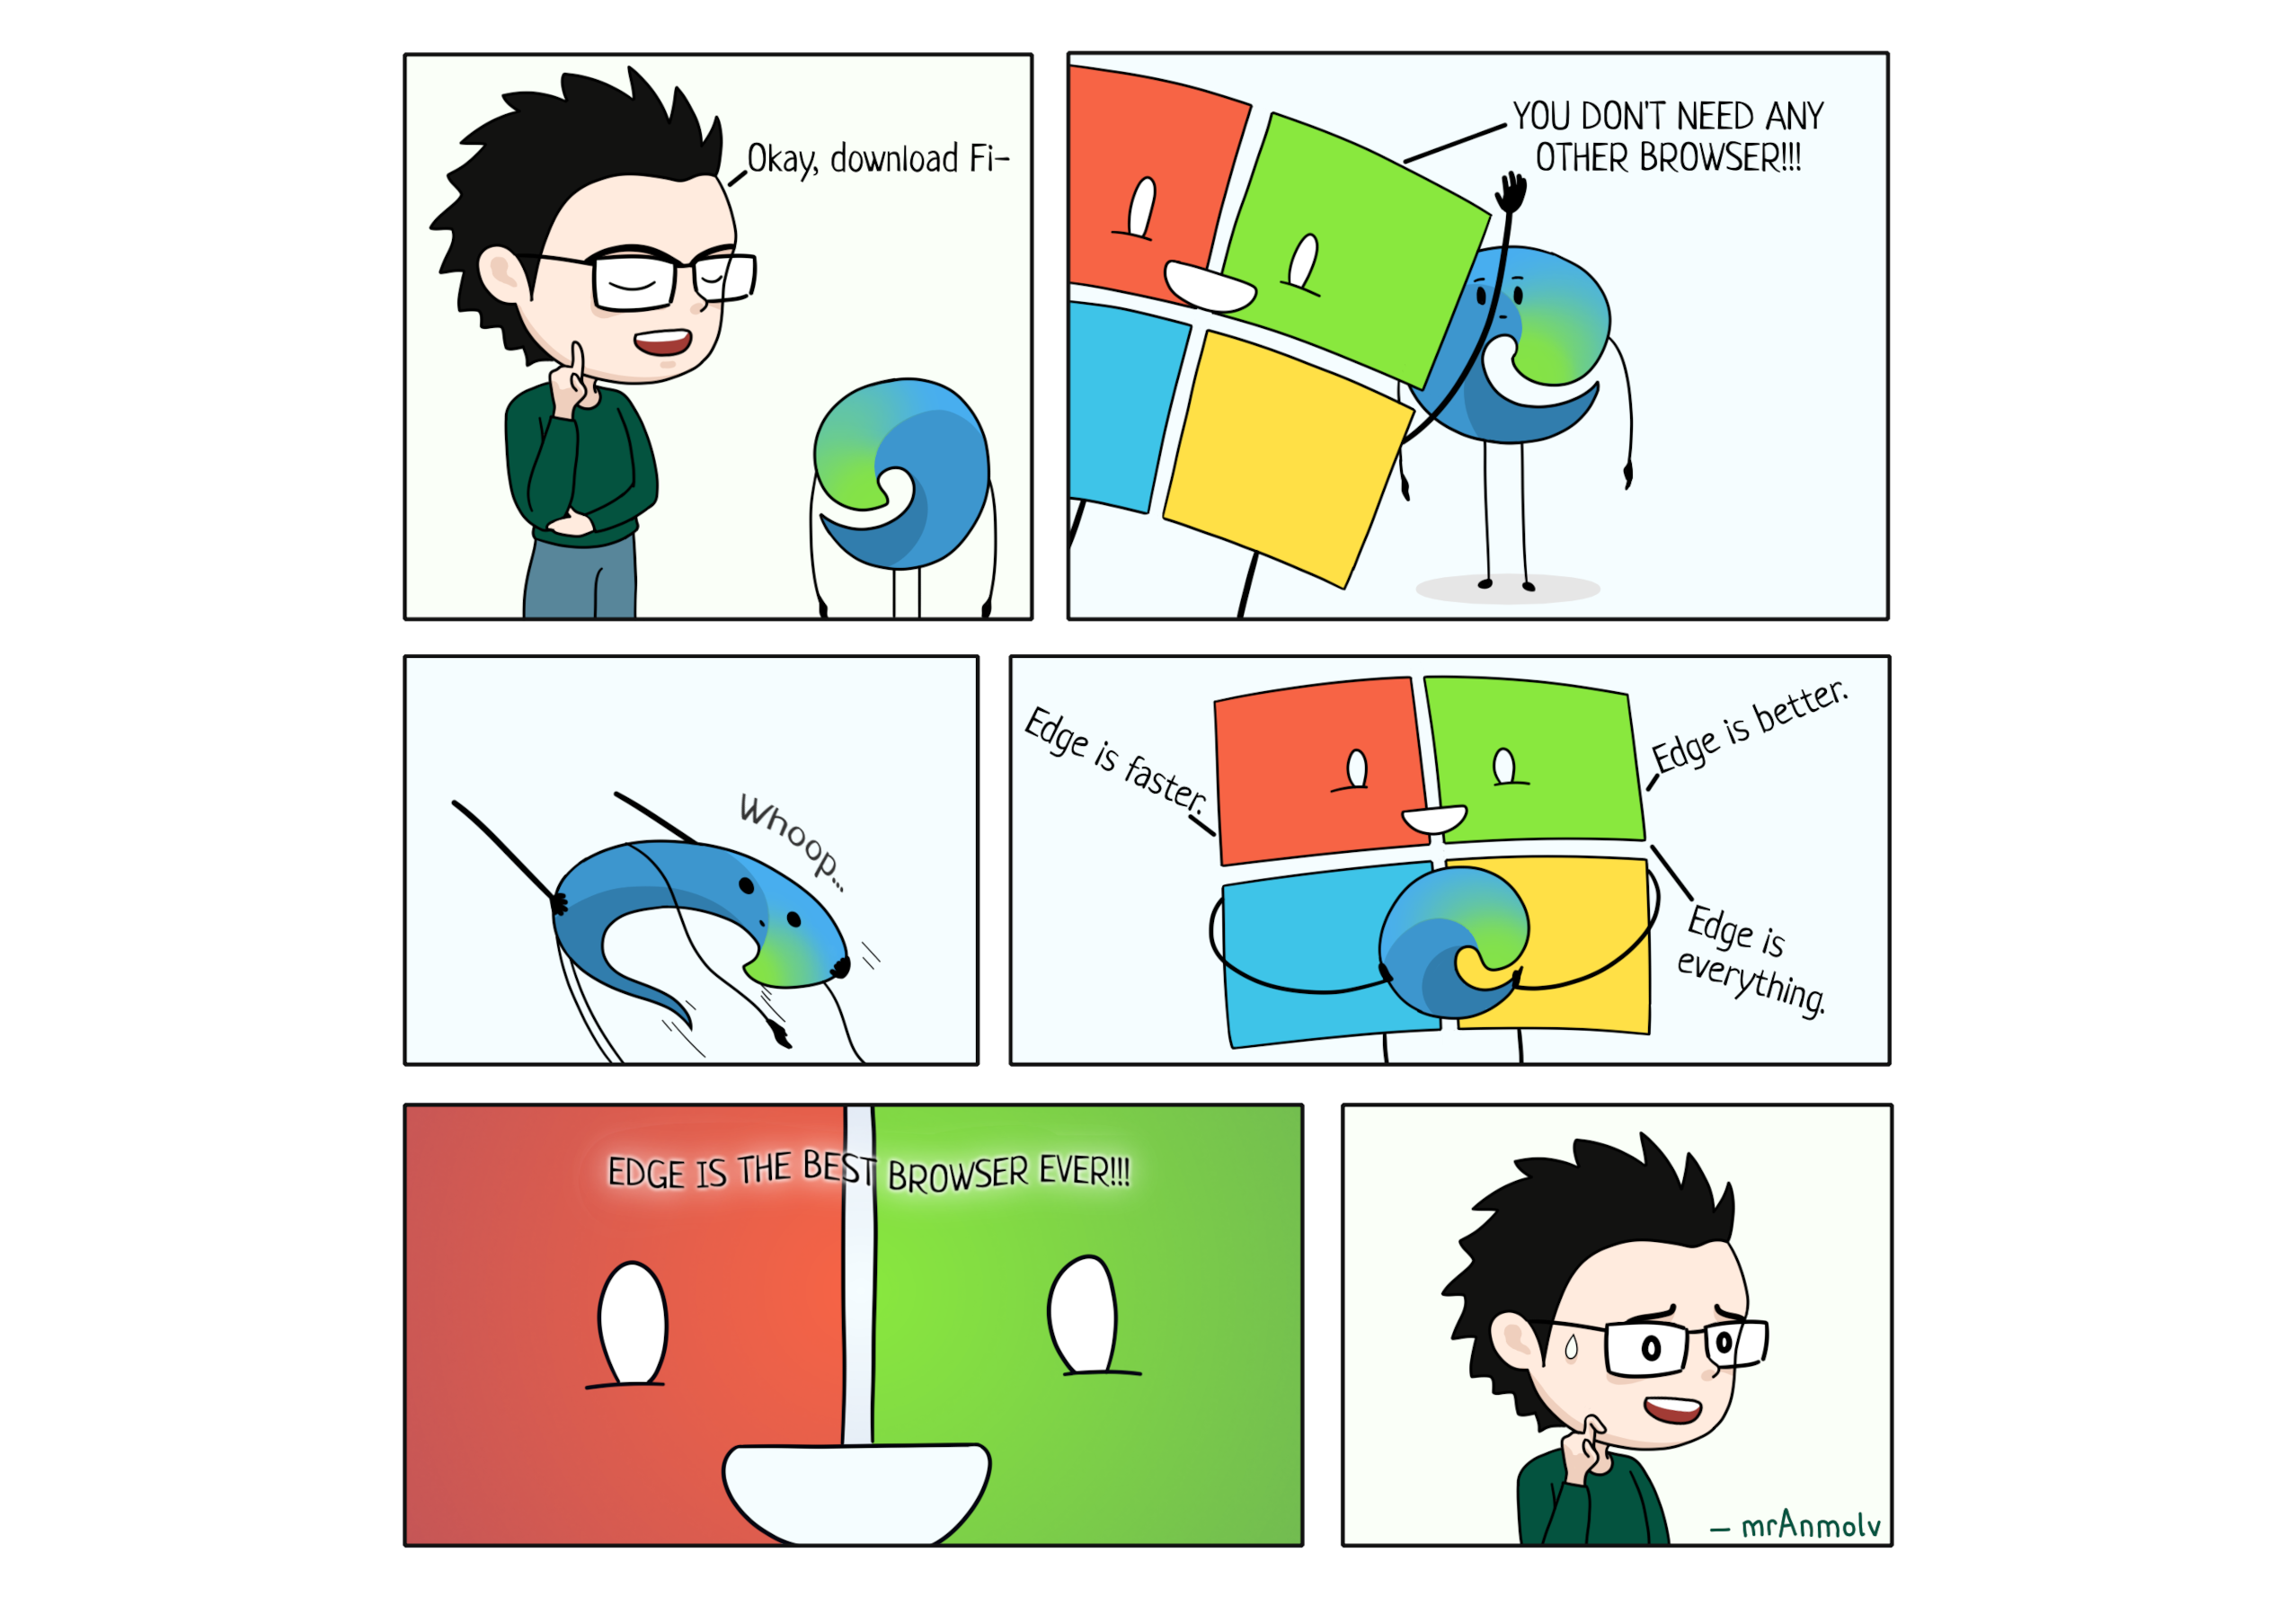 Okay, download Fi-
YOU DON'T NEED ANY
OTHER BROWSER!!!
Whoop...
Edge is faster.
Edge is better.
Edge is
everything.
EDGE IS THE BEST BROWSER EVER!!!
– mrAnmolv